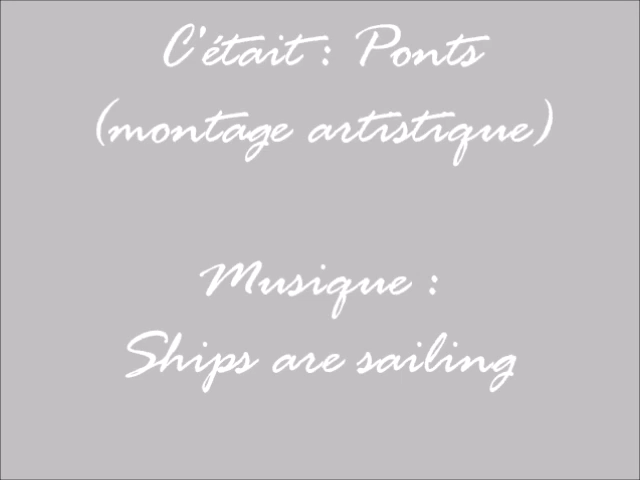 C'était : Ponts
(montage artistique)
Musique :
Ships are sailing